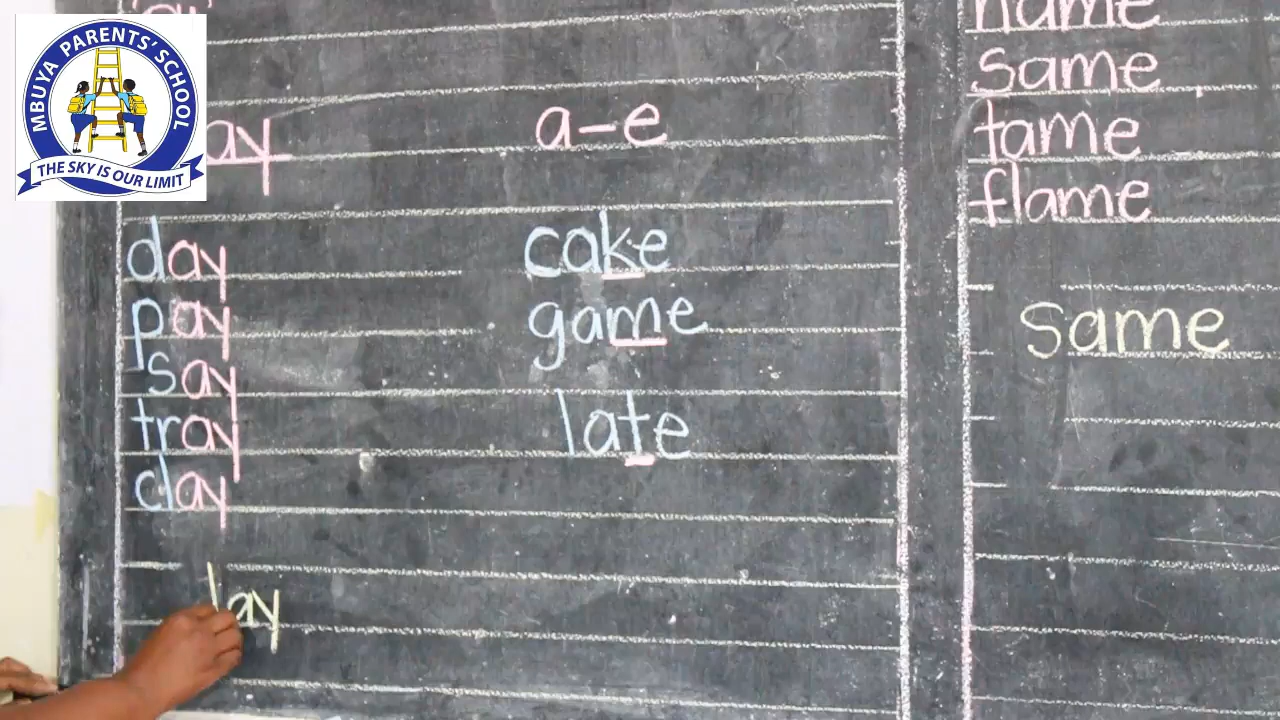 MBUYA PARENTS' SCHOOL
THE SKY IS OUR LIMIT
ay
day
pay
say
tray
clay
lay
a-e
cake
game
late
name
same
tame
flame
same